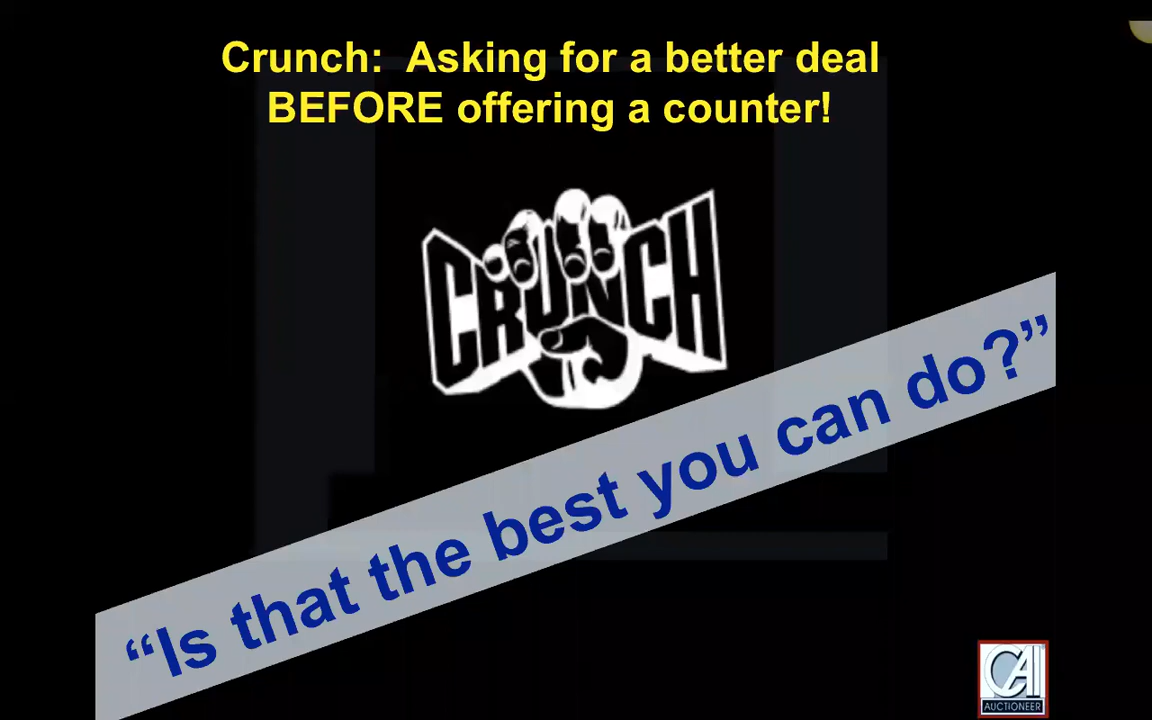 Crunch:  Asking for a better deal
BEFORE offering a counter!
CRUNCH
“Is that the best you can do?”
CAI
AUCTIONEER